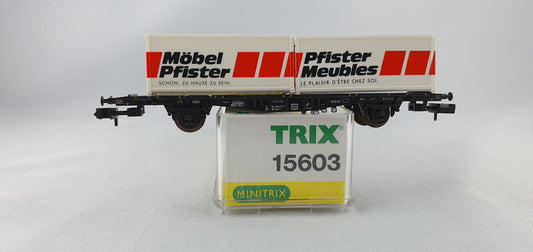 Möbel
Pfister
SCHÖN, ZU HAUSE ZU SEIN.
Pfister
Meubles
LE PLAISIR D'ÊTRE CHEZ SOI.
TRIX
15603
MINITRIX